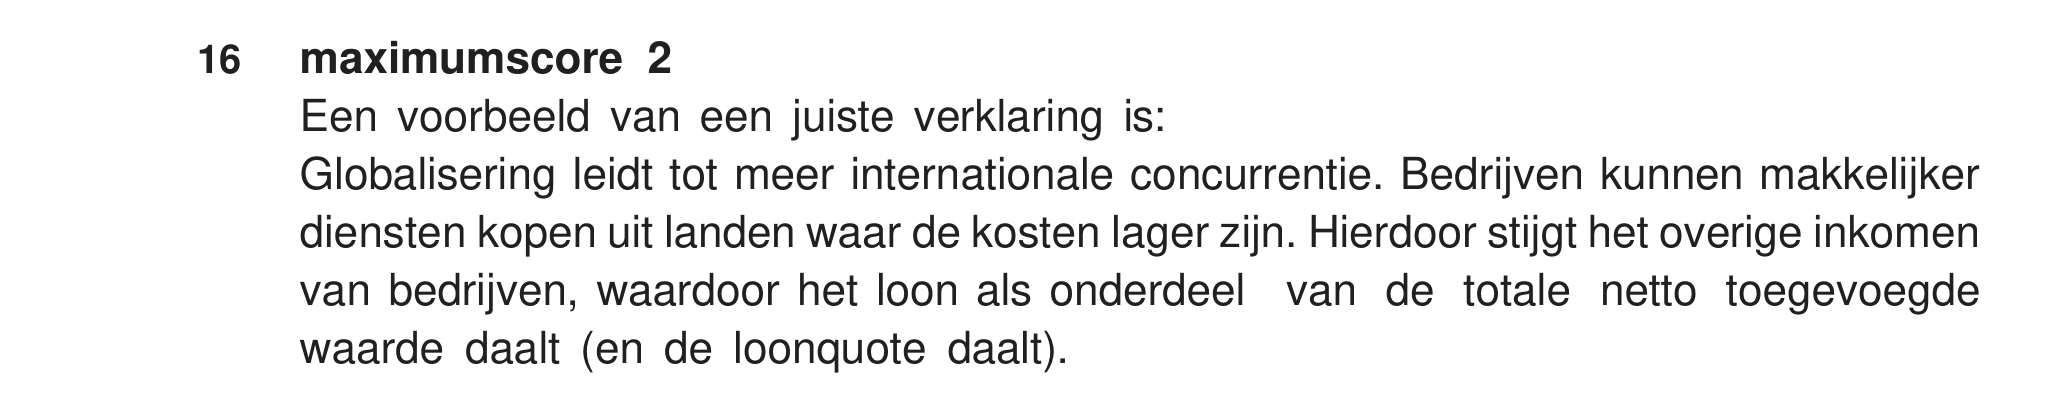 16 maximumscore 2
Een voorbeeld van een juiste verklaring is:
Globalisering leidt tot meer internationale concurrentie. Bedrijven kunnen makkelijker
diensten kopen uit landen waar de kosten lager zijn. Hierdoor stijgt het overige inkomen
van bedrijven, waardoor het loon als onderdeel van de totale netto toegevoegde
waarde daalt (en de loonquote daalt).